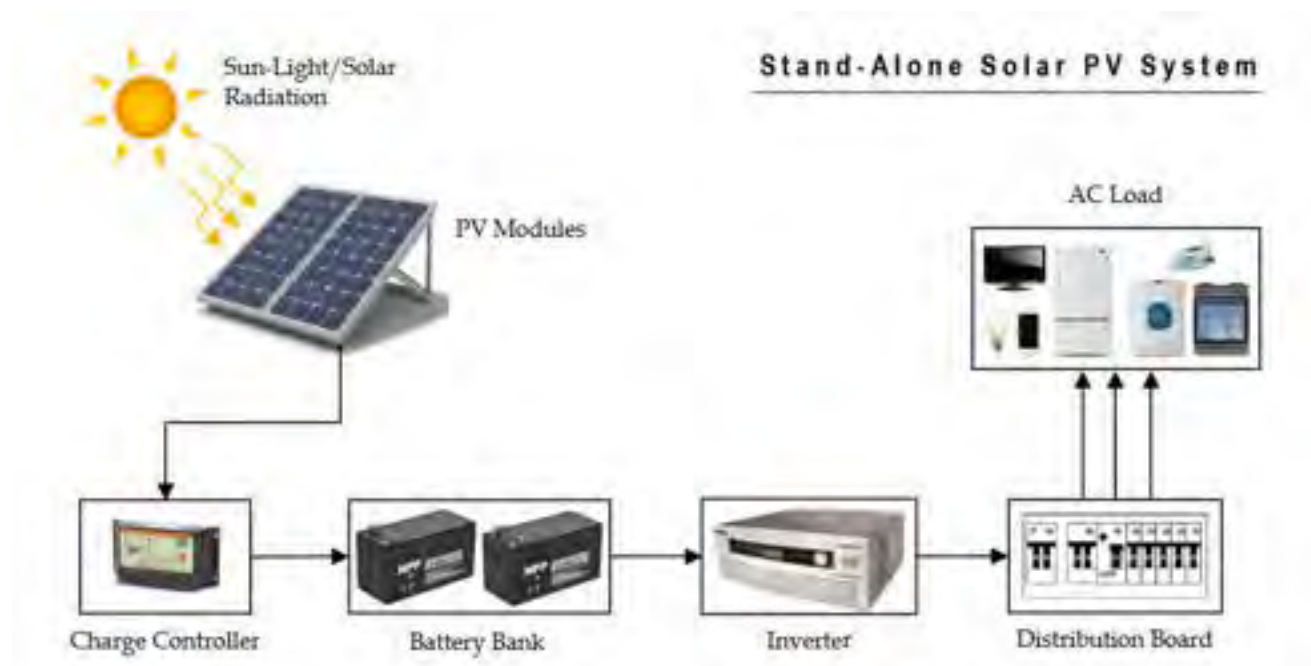 Sun-Light/Solar
Radiation
Stand-Alone Solar PV System
PV Modules
AC Load
Charge Controller
Battery Bank
Inverter
Distribution Board